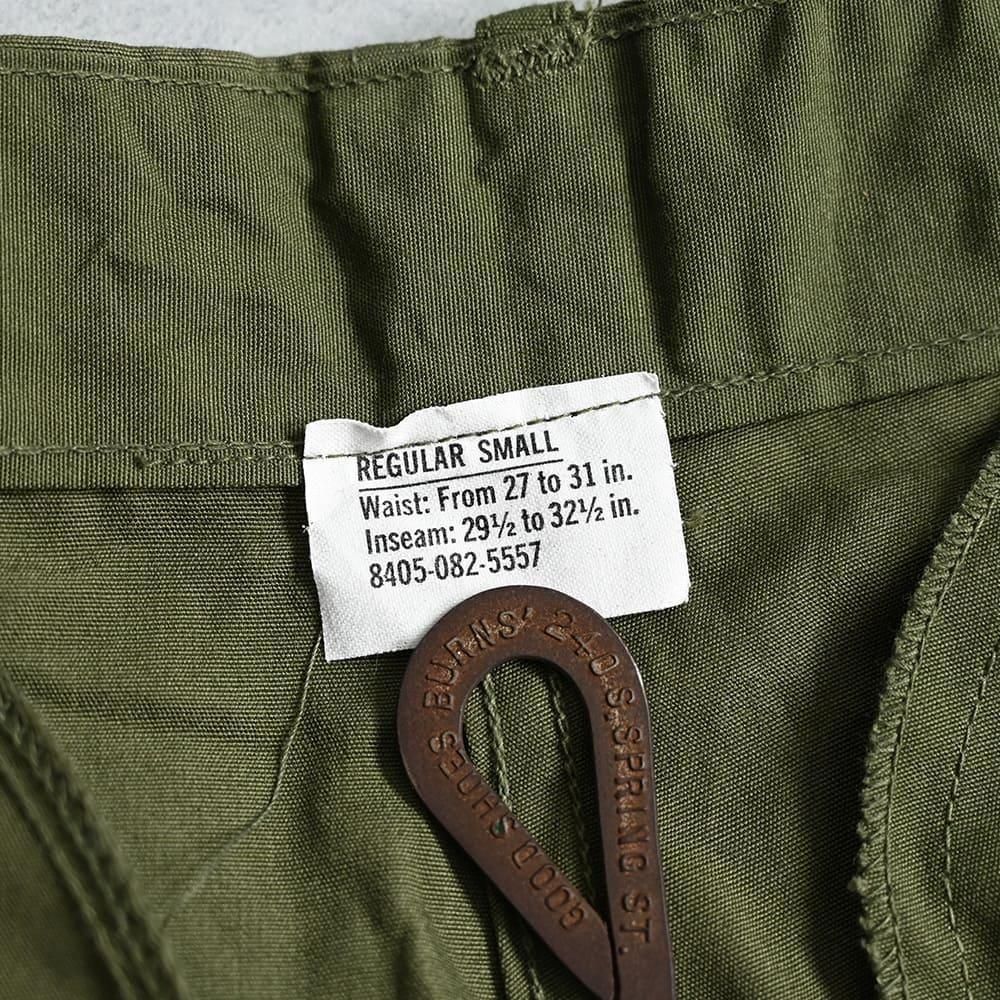 REGULAR SMALL
Waist: From 27 to 31 in.
Inseam: 29½ to 32½ in.
8405-082-5557
GOOD SHOES BURNS' 240 S. SPRING ST.